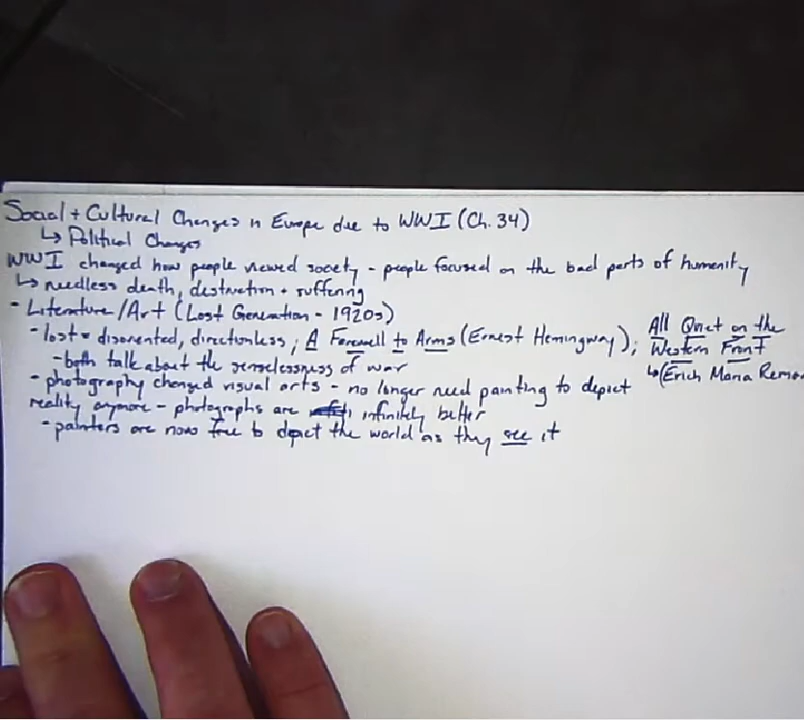 Social + Cultural Changes in Europe due to WWI (Ch. 34)
↳ Political Changes
WWI changed how people viewed society - people focused on the bad parts of humanity
↳ needless death, destruction + suffering
- Literature/Art (Lost Generation - 1920s)
- lost = disoriented, directionless; A Farewell to Arms (Ernest Hemingway); All Quiet on the
Western Front
↳ (Erich Maria Remar
- both talk about the senselessness of war
- photography changed visual arts - no longer need painting to depict
reality anymore - photographs are infinitely better
- painters are now free to depict the world as they see it